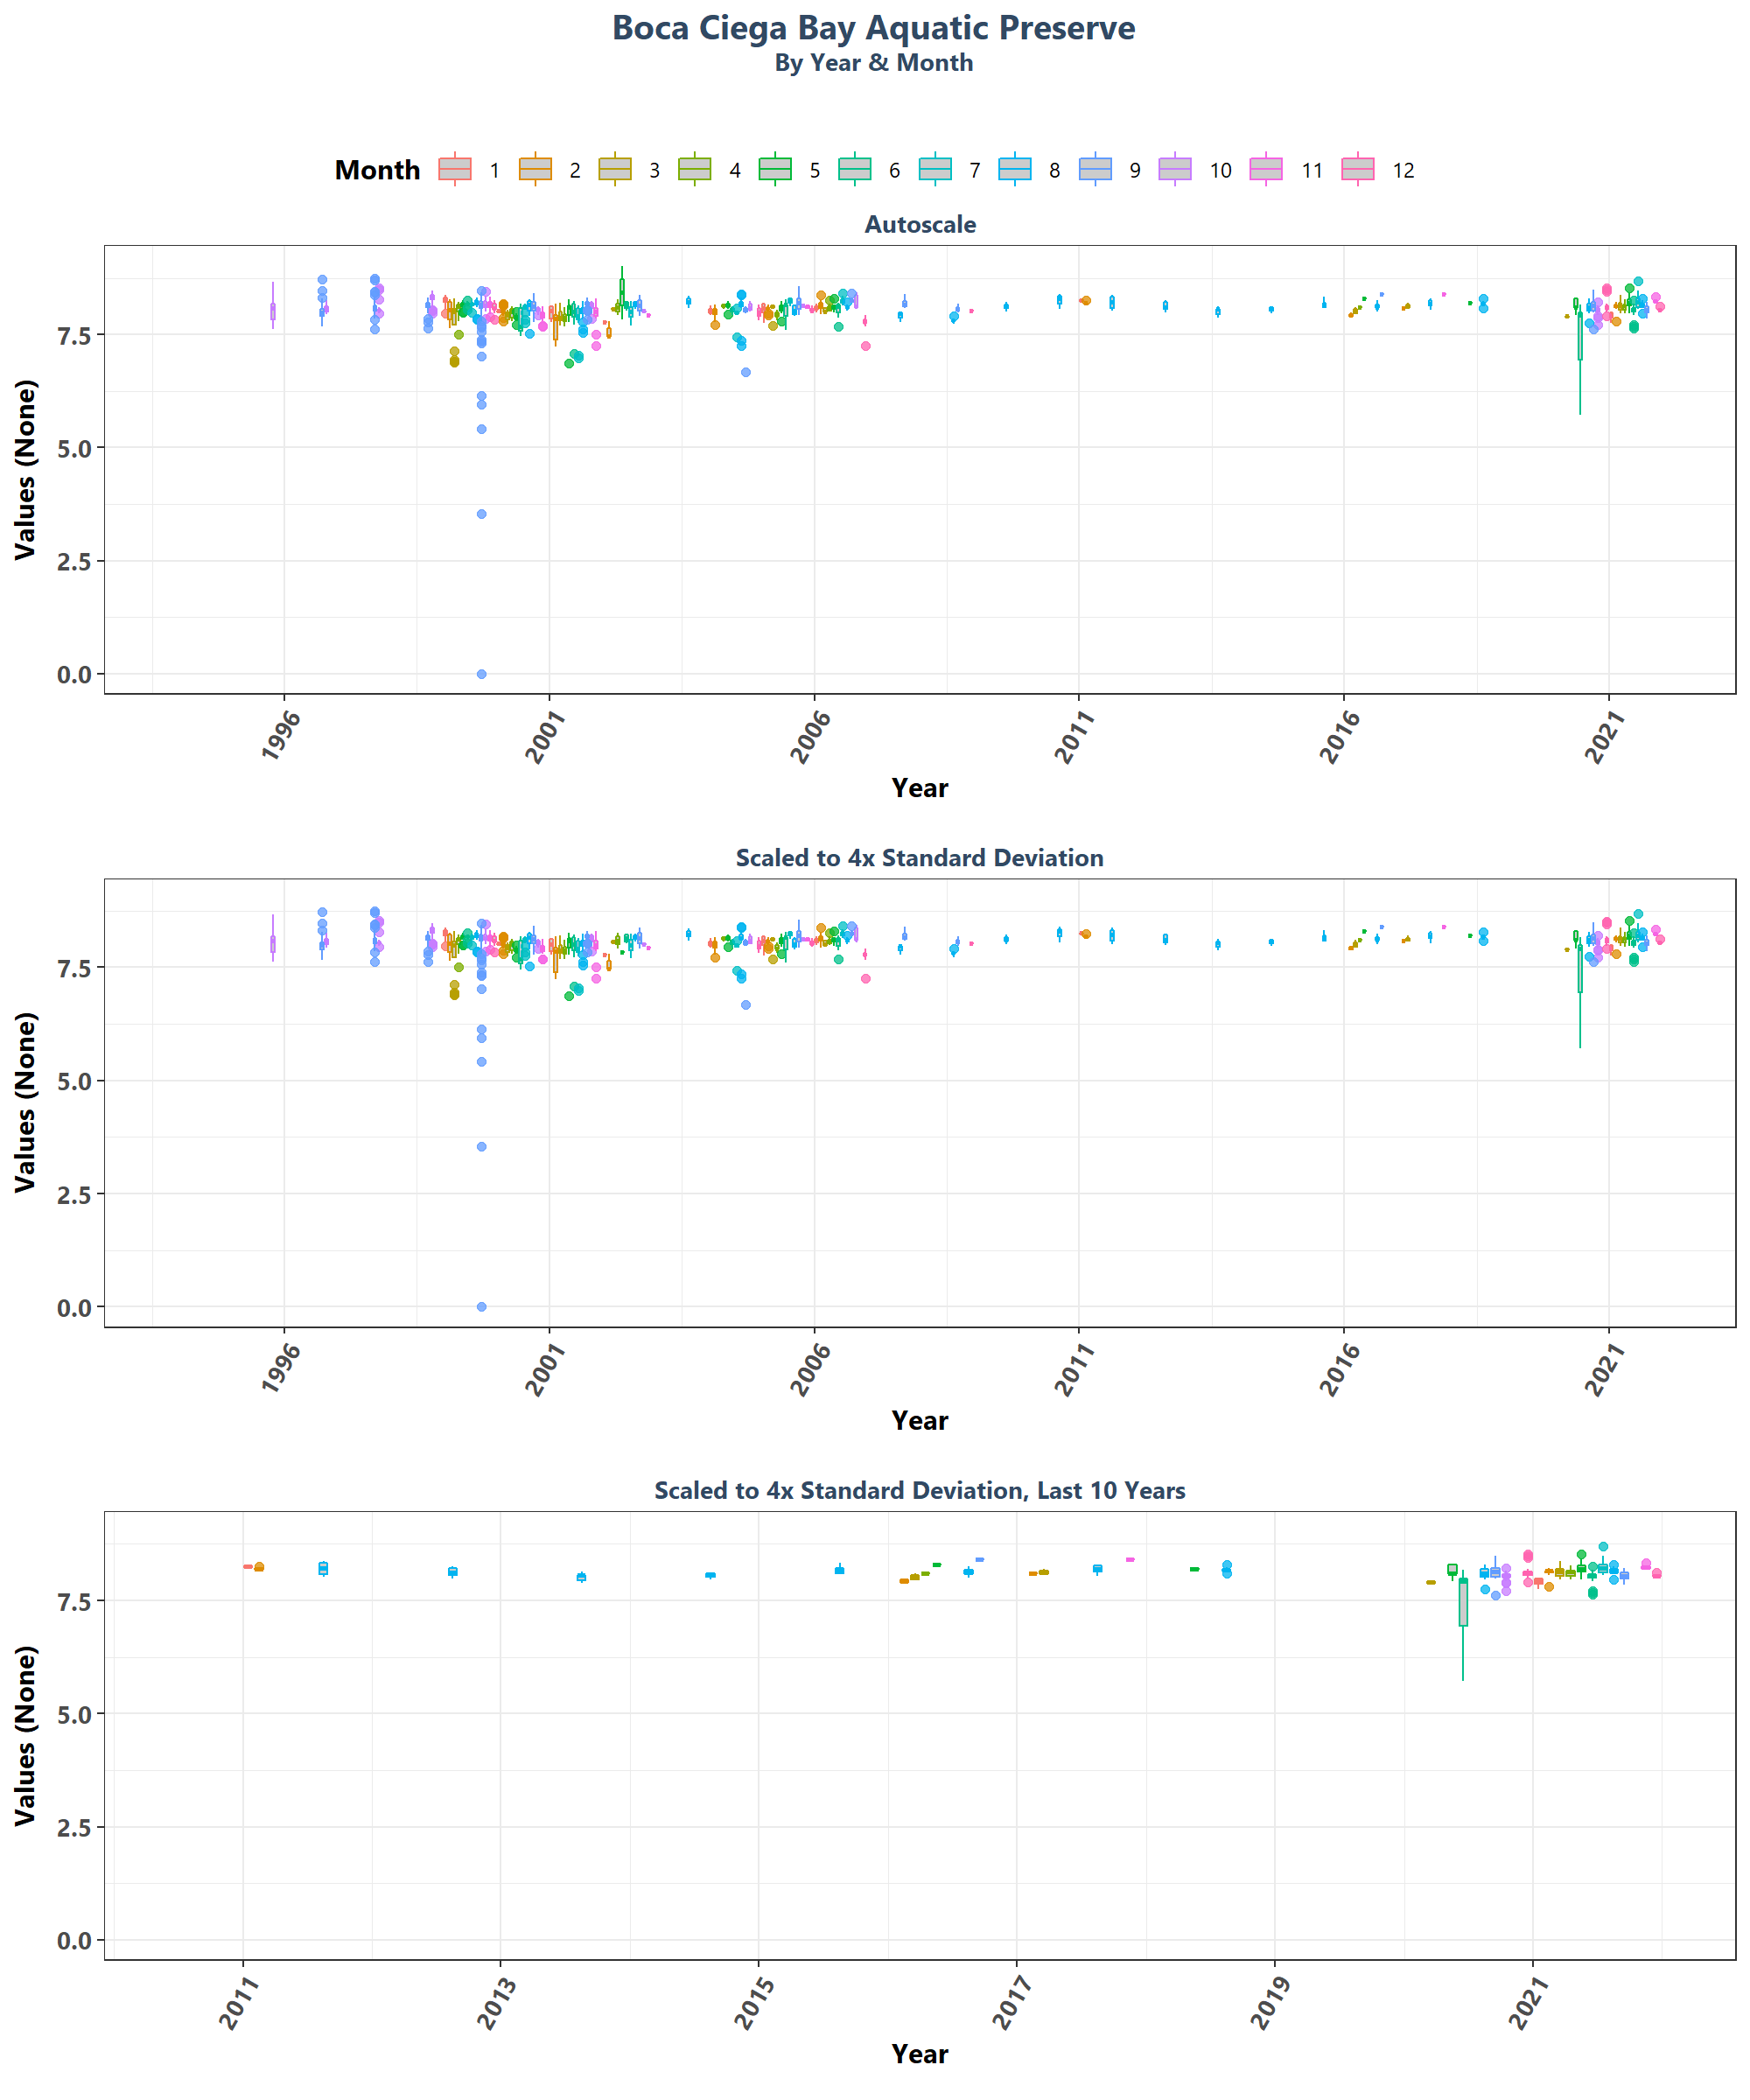 Boca Ciega Bay Aquatic Preserve
By Year & Month
Month 1 2 3 4 5 6 7 8 9 10 11 12
Autoscale
Values (None)
7.5
5.0
2.5
0.0
1996 2001 2006 2011 2016 2021
Year
Scaled to 4x Standard Deviation
Values (None)
7.5
5.0
2.5
0.0
1996 2001 2006 2011 2016 2021
Year
Scaled to 4x Standard Deviation, Last 10 Years
Values (None)
7.5
5.0
2.5
0.0
2011 2013 2015 2017 2019 2021
Year